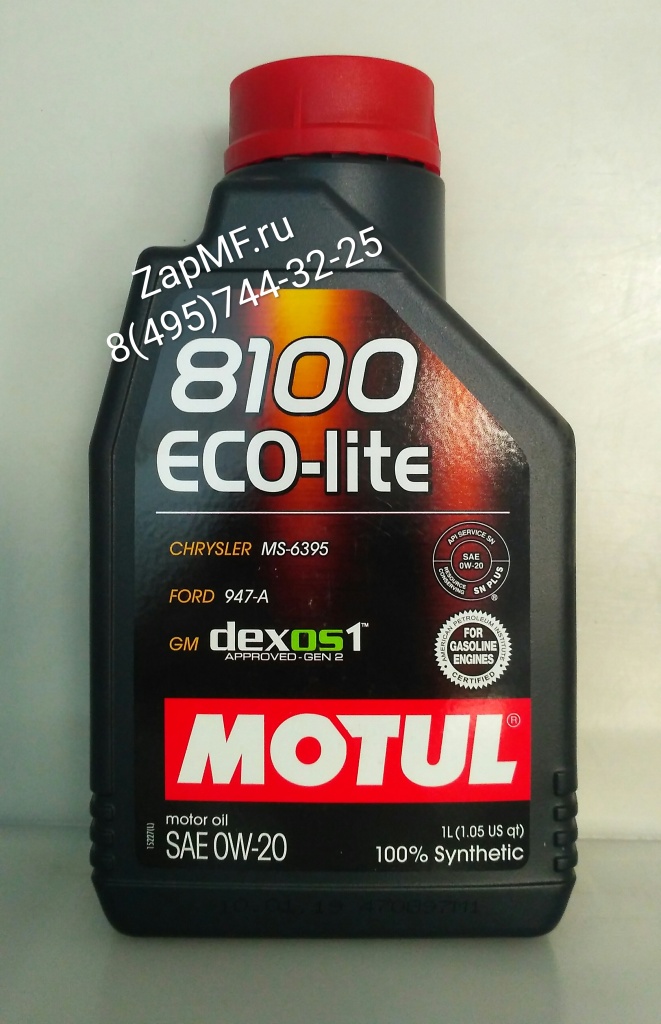 ZapMF.ru
8(495)744-32-25
8100
ECO-lite
CHRYSLER MS-6395
API SERVICE SN
SAE
0W-20
RESOURCE
CONSERVING
SN PLUS
®
FORD 947-A
GM dexos1™
APPROVED-GEN 2
AMERICAN PETROLEUM INSTITUTE
FOR
GASOLINE
ENGINES
CERTIFIED
MOTUL®
motor oil
SAE 0W-20
1L (1.05 US qt)
100% Synthetic